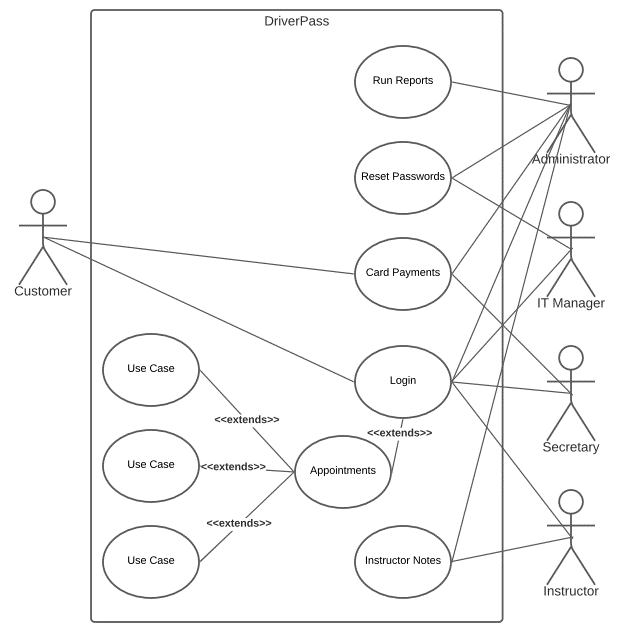 DriverPass
Run Reports
Administrator
Reset Passwords
Customer
Card Payments
IT Manager
Use Case
Login
<<extends>>
<<extends>>
Secretary
Use Case
<<extends>>
Appointments
<<extends>>
Use Case
Instructor Notes
Instructor